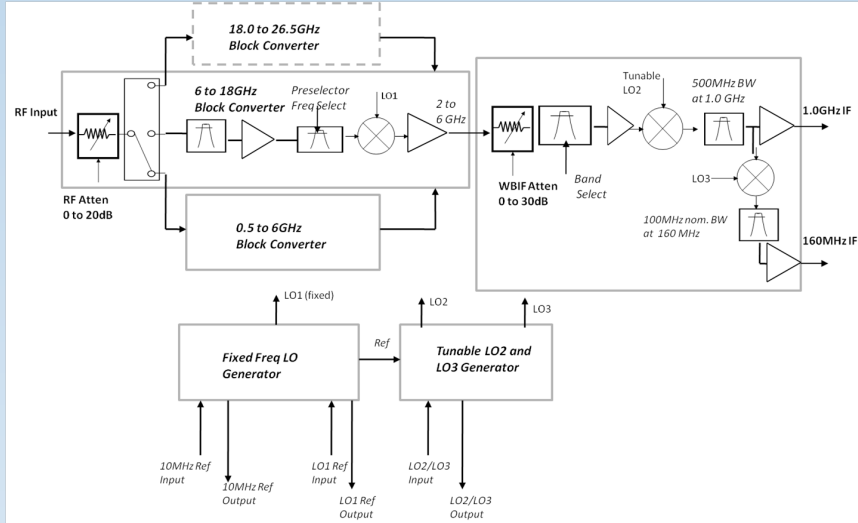 18.0 to 26.5GHz
Block Converter
RF Input
6 to 18GHz
Block Converter
Preselector
Freq Select
LO1
2 to
6 GHz
RF Atten
0 to 20dB
0.5 to 6GHz
Block Converter
Tunable
LO2
500MHz BW
at 1.0 GHz
1.0GHz IF
WBIF Atten
0 to 30dB
Band
Select
LO3
100MHz nom. BW
at 160 MHz
160MHz IF
LO1 (fixed)
LO2
LO3
Fixed Freq LO
Generator
Ref
Tunable LO2 and
LO3 Generator
10MHz Ref
Input
10MHz Ref
Output
LO1 Ref
Input
LO1 Ref
Output
LO2/LO3
Input
LO2/LO3
Output